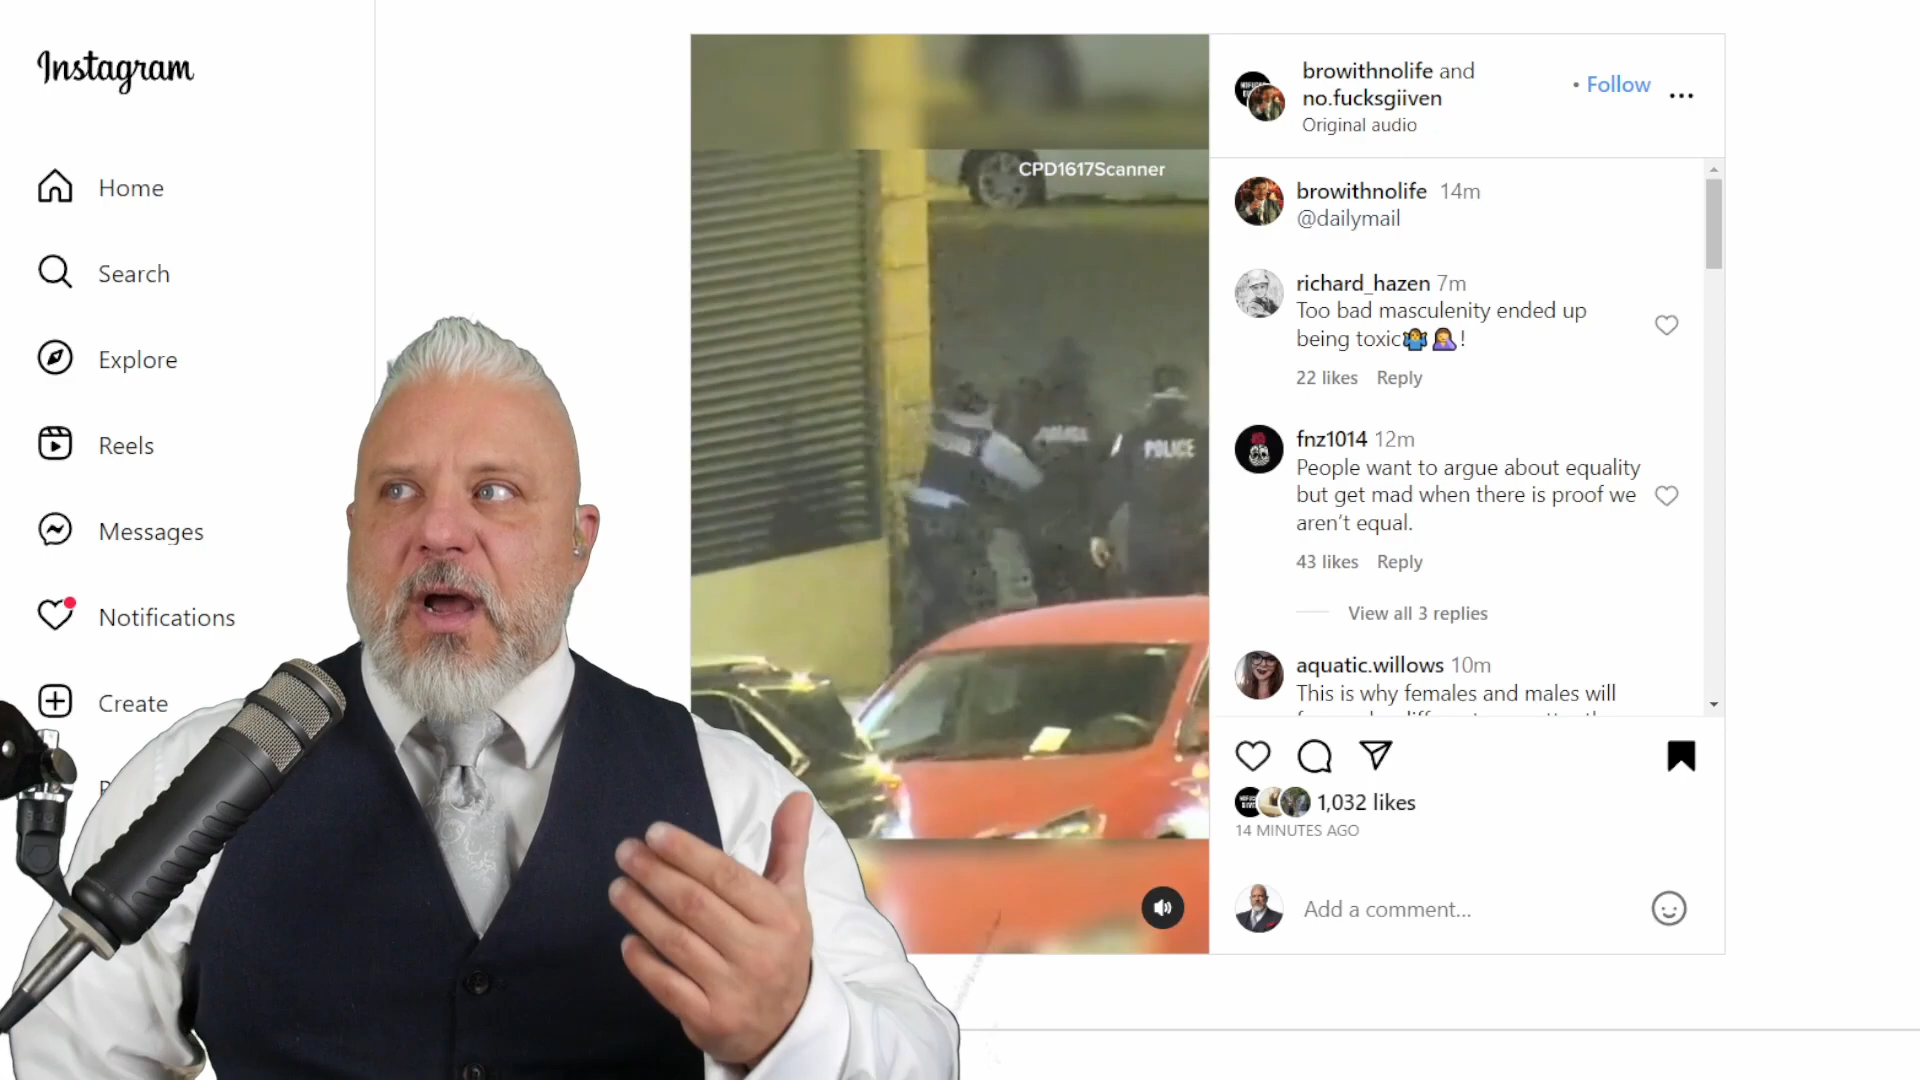 Instagram
Home
Search
Explore
Reels
Messages
Notifications
Create
CPD1617Scanner
POLICE
POLICE
browithnolife and
no.fucksgiiven
Original audio
• Follow
browithnolife 14m
@dailymail
richard_hazen 7m
Too bad masculenity ended up
being toxic🤷‍♂️🤦‍♀️!
22 likes Reply
fnz1014 12m
People want to argue about equality
but get mad when there is proof we
aren't equal.
43 likes Reply
View all 3 replies
aquatic.willows 10m
This is why females and males will
1,032 likes
14 MINUTES AGO
Add a comment...